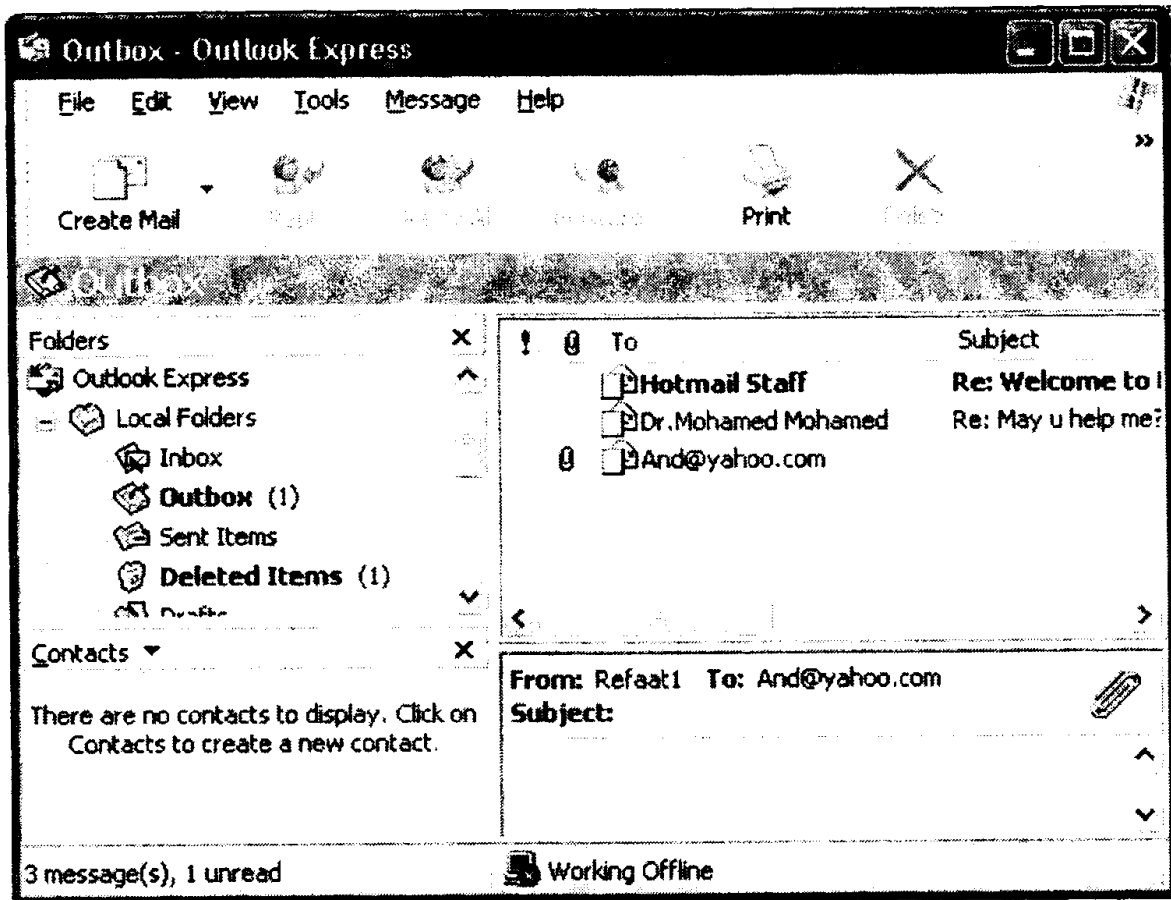 Outbox - Outlook Express
File Edit View Tools Message Help
»
Create Mail Print
Outbox
Folders
Outlook Express
Local Folders
Inbox
Outbox (1)
Sent Items
Deleted Items (1)
Drafts
! To Subject
Hotmail Staff Re: Welcome to
Dr.Mohamed Mohamed Re: May u help me?
And@yahoo.com
Contacts
There are no contacts to display. Click on
Contacts to create a new contact.
From: Refaat1 To: And@yahoo.com
Subject:
3 message(s), 1 unread
Working Offline